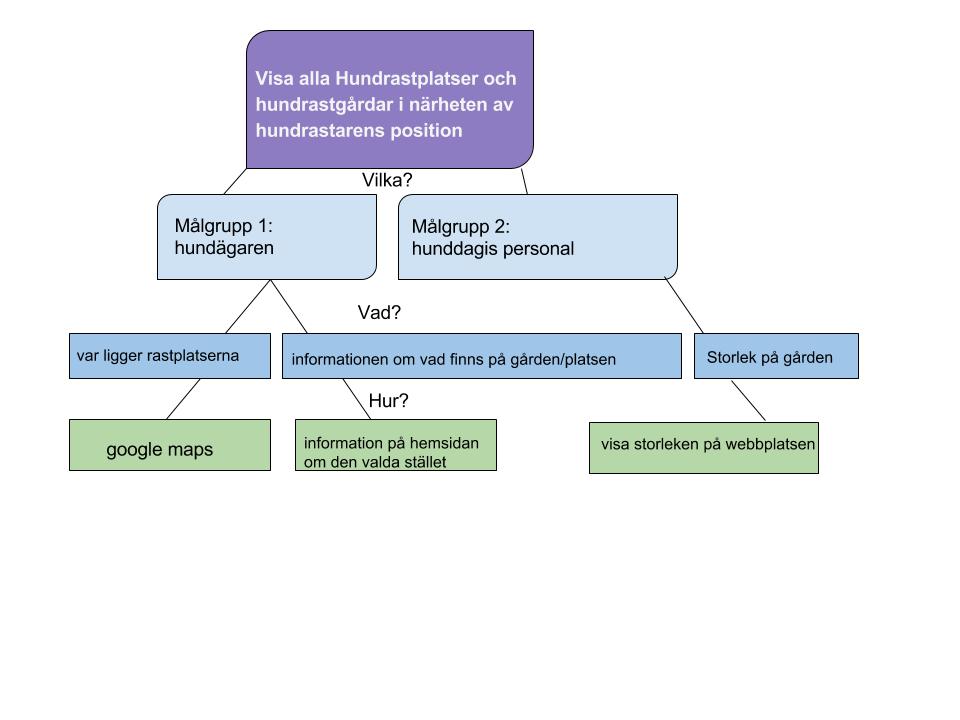 Visa alla Hundrastplatser och
hundrastgårdar i närheten av
hundrastarens position
Vilka?
Målgrupp 1:
hundägaren
Målgrupp 2:
hunddagis personal
Vad?
var ligger rastplatserna
informationen om vad finns på gården/platsen
Storlek på gården
Hur?
google maps
information på hemsidan
om den valda stället
visa storleken på webbplatsen